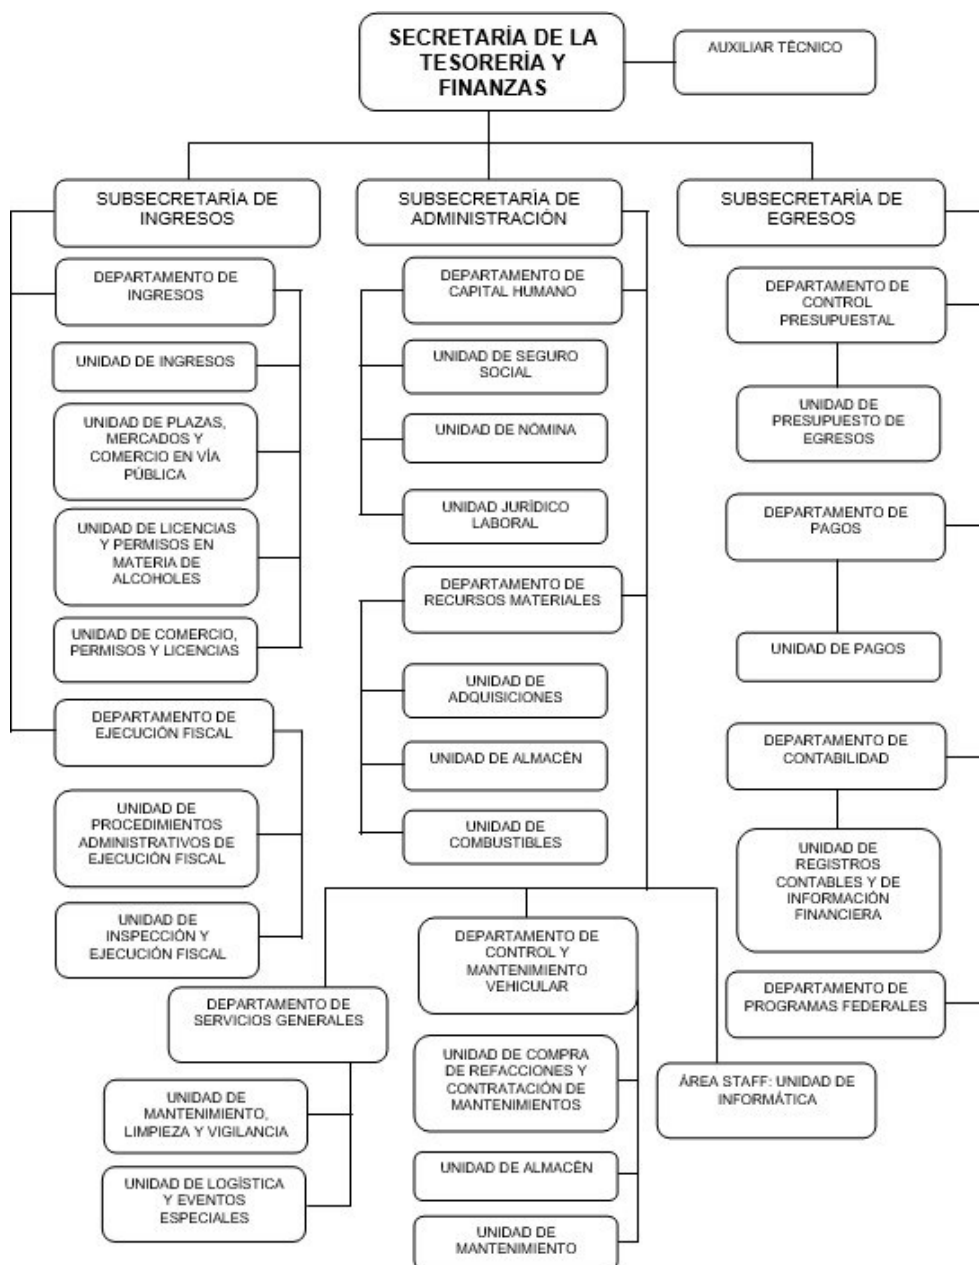 SECRETARÍA DE LA
TESORERÍA Y
FINANZAS
AUXILIAR TÉCNICO
SUBSECRETARÍA DE
INGRESOS
SUBSECRETARÍA DE
ADMINISTRACIÓN
SUBSECRETARÍA DE
EGRESOS
DEPARTAMENTO DE
INGRESOS
UNIDAD DE INGRESOS
UNIDAD DE PLAZAS,
MERCADOS Y
COMERCIO EN VÍA
PÚBLICA
UNIDAD DE LICENCIAS
Y PERMISOS EN
MATERIA DE
ALCOHOLES
UNIDAD DE COMERCIO,
PERMISOS Y LICENCIAS
DEPARTAMENTO DE
EJECUCIÓN FISCAL
UNIDAD DE
PROCEDIMIENTOS
ADMINISTRATIVOS DE
EJECUCIÓN FISCAL
UNIDAD DE
INSPECCIÓN Y
EJECUCIÓN FISCAL
DEPARTAMENTO DE
CAPITAL HUMANO
UNIDAD DE SEGURO
SOCIAL
UNIDAD DE NÓMINA
UNIDAD JURÍDICO
LABORAL
DEPARTAMENTO DE
RECURSOS MATERIALES
UNIDAD DE
ADQUISICIONES
UNIDAD DE ALMACÉN
UNIDAD DE
COMBUSTIBLES
DEPARTAMENTO DE
SERVICIOS GENERALES
UNIDAD DE
MANTENIMIENTO,
LIMPIEZA Y VIGILANCIA
UNIDAD DE LOGÍSTICA
Y EVENTOS
ESPECIALES
DEPARTAMENTO DE
CONTROL Y
MANTENIMIENTO
VEHICULAR
UNIDAD DE COMPRA
DE REFACCIONES Y
CONTRATACIÓN DE
MANTENIMIENTOS
UNIDAD DE ALMACÉN
UNIDAD DE
MANTENIMIENTO
ÁREA STAFF: UNIDAD DE
INFORMÁTICA
DEPARTAMENTO DE
CONTROL
PRESUPUESTAL
UNIDAD DE
PRESUPUESTO DE
EGRESOS
DEPARTAMENTO DE
PAGOS
UNIDAD DE PAGOS
DEPARTAMENTO DE
CONTABILIDAD
UNIDAD DE
REGISTROS
CONTABLES Y DE
INFORMACIÓN
FINANCIERA
DEPARTAMENTO DE
PROGRAMAS FEDERALES